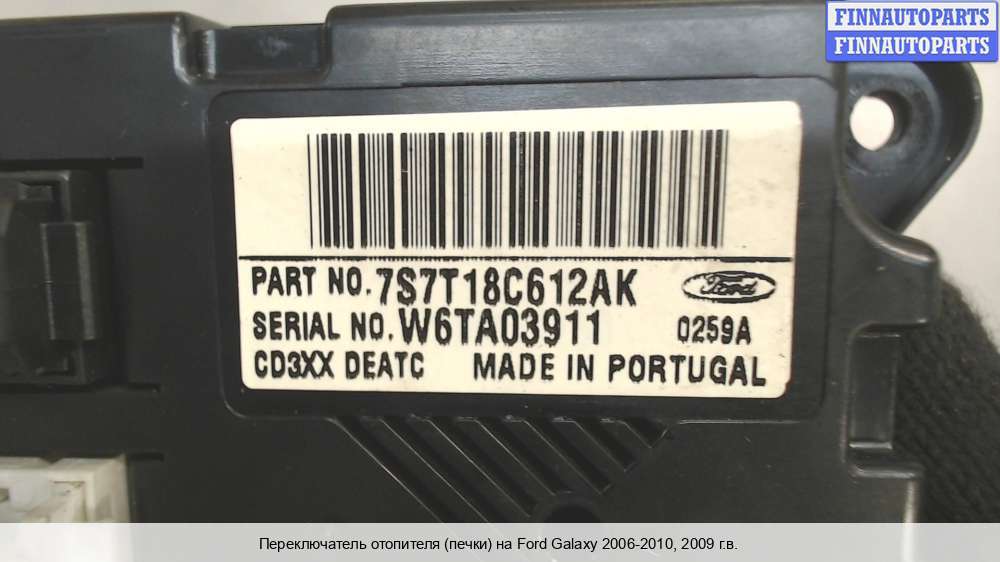 FINNAUTOPARTS
FINNAUTOPARTS
PART NO. 7S7T18C612AK
Ford
SERIAL NO. W6TA03911 0259A
CD3XX DEATC MADE IN PORTUGAL
Переключатель отопителя (печки) на Ford Galaxy 2006-2010, 2009 г.в.